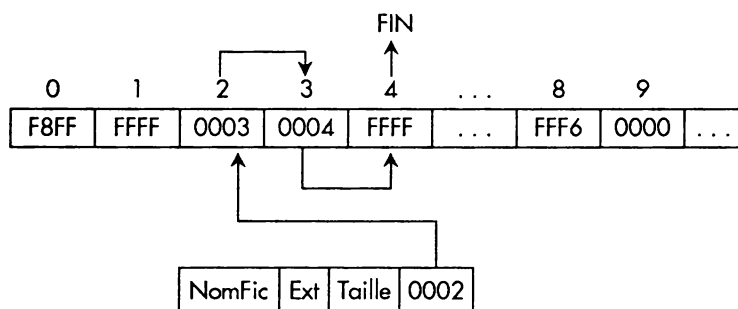 FIN
0 1 2 3 4 ... 8 9
F8FF FFFF 0003 0004 FFFF ... FFF6 0000 ...
NomFic Ext Taille 0002